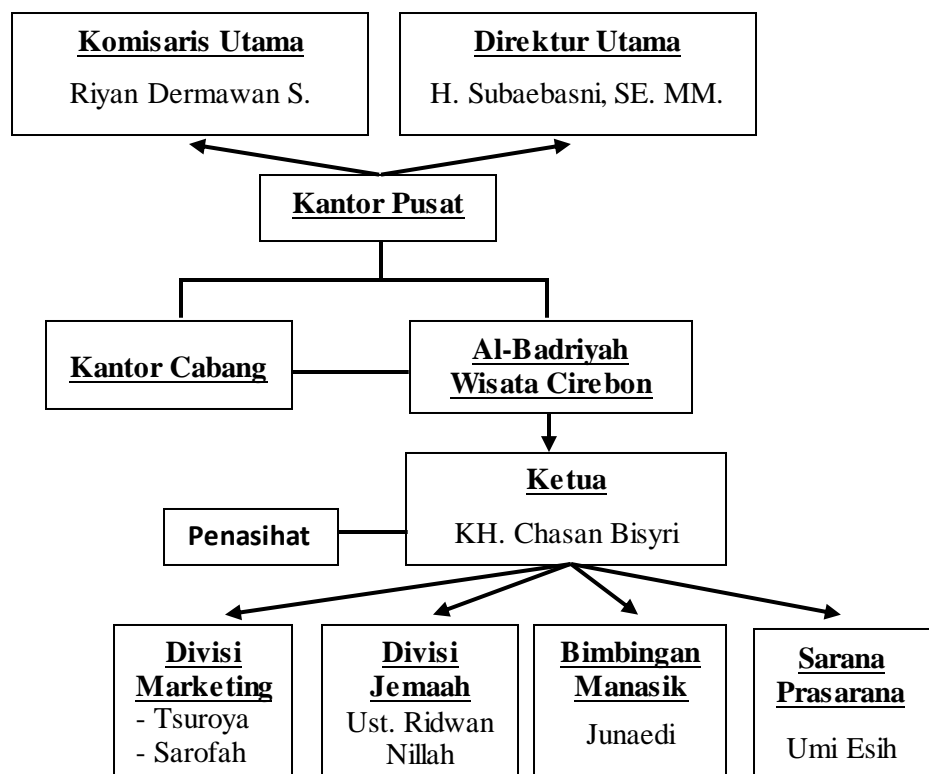 Komisaris Utama
Riyan Dermawan S.
Direktur Utama
H. Subaebasni, SE. MM.
Kantor Pusat
Kantor Cabang
Al-Badriyah
Wisata Cirebon
Ketua
KH. Chasan Bisyri
Penasihat
Divisi
Marketing
- Tsuroya
- Sarofah
Divisi
Jemaah
Ust. Ridwan
Nillah
Bimbingan
Manasik
Junaedi
Sarana
Prasarana
Umi Esih